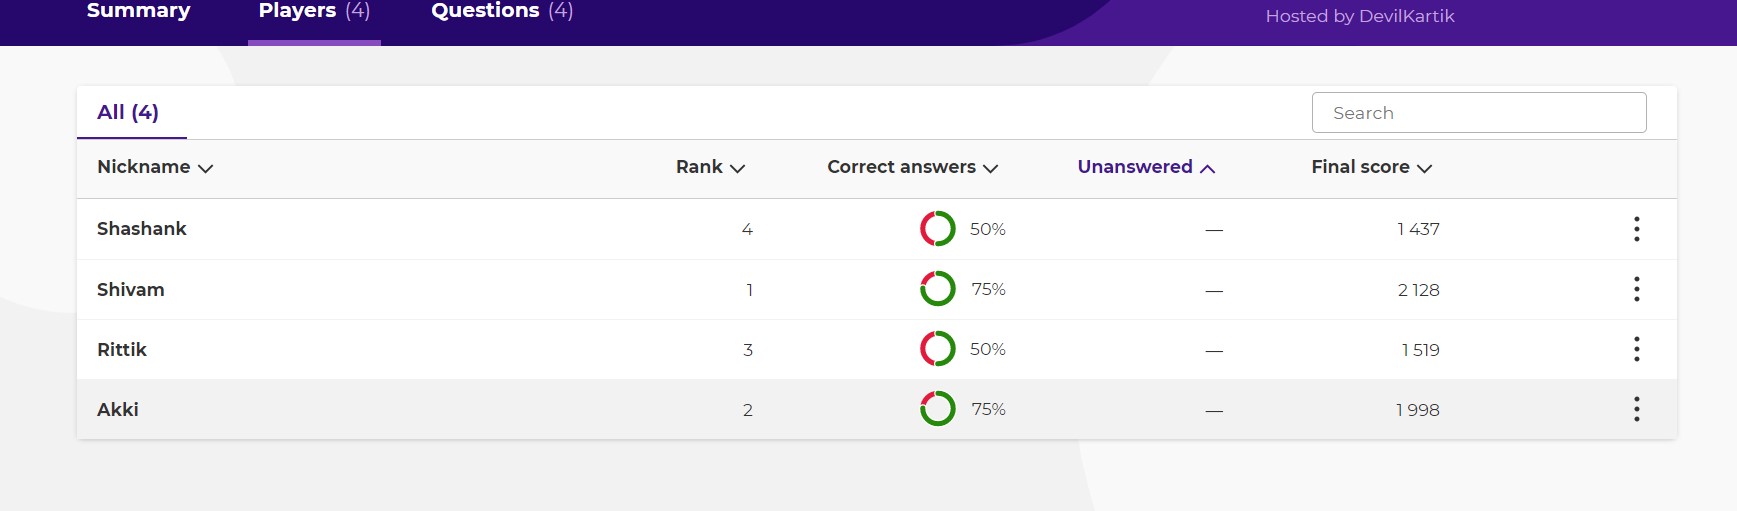 Summary Players (4) Questions (4) Hosted by DevilKartik
All (4) Search
Nickname Rank Correct answers Unanswered Final score
Shashank 4 50% — 1 437
Shivam 1 75% — 2 128
Rittik 3 50% — 1 519
Akki 2 75% — 1 998